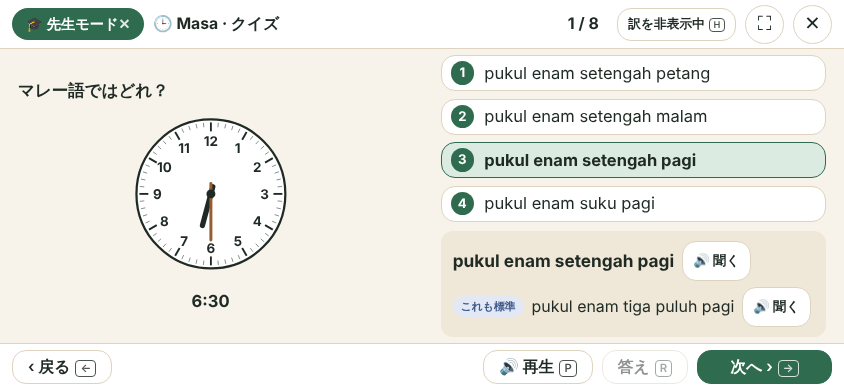 🎓 先生モード✕
🕒 Masa · クイズ
1 / 8
訳を非表示中 H
✕
マレー語ではどれ？
12
1
2
3
4
5
6
7
8
9
10
11
6:30
1 pukul enam setengah petang
2 pukul enam setengah malam
3 pukul enam setengah pagi
4 pukul enam suku pagi
pukul enam setengah pagi 🔊 聞く
これも標準 pukul enam tiga puluh pagi 🔊 聞く
‹ 戻る ←
🔊 再生 P
答え R
次へ › →